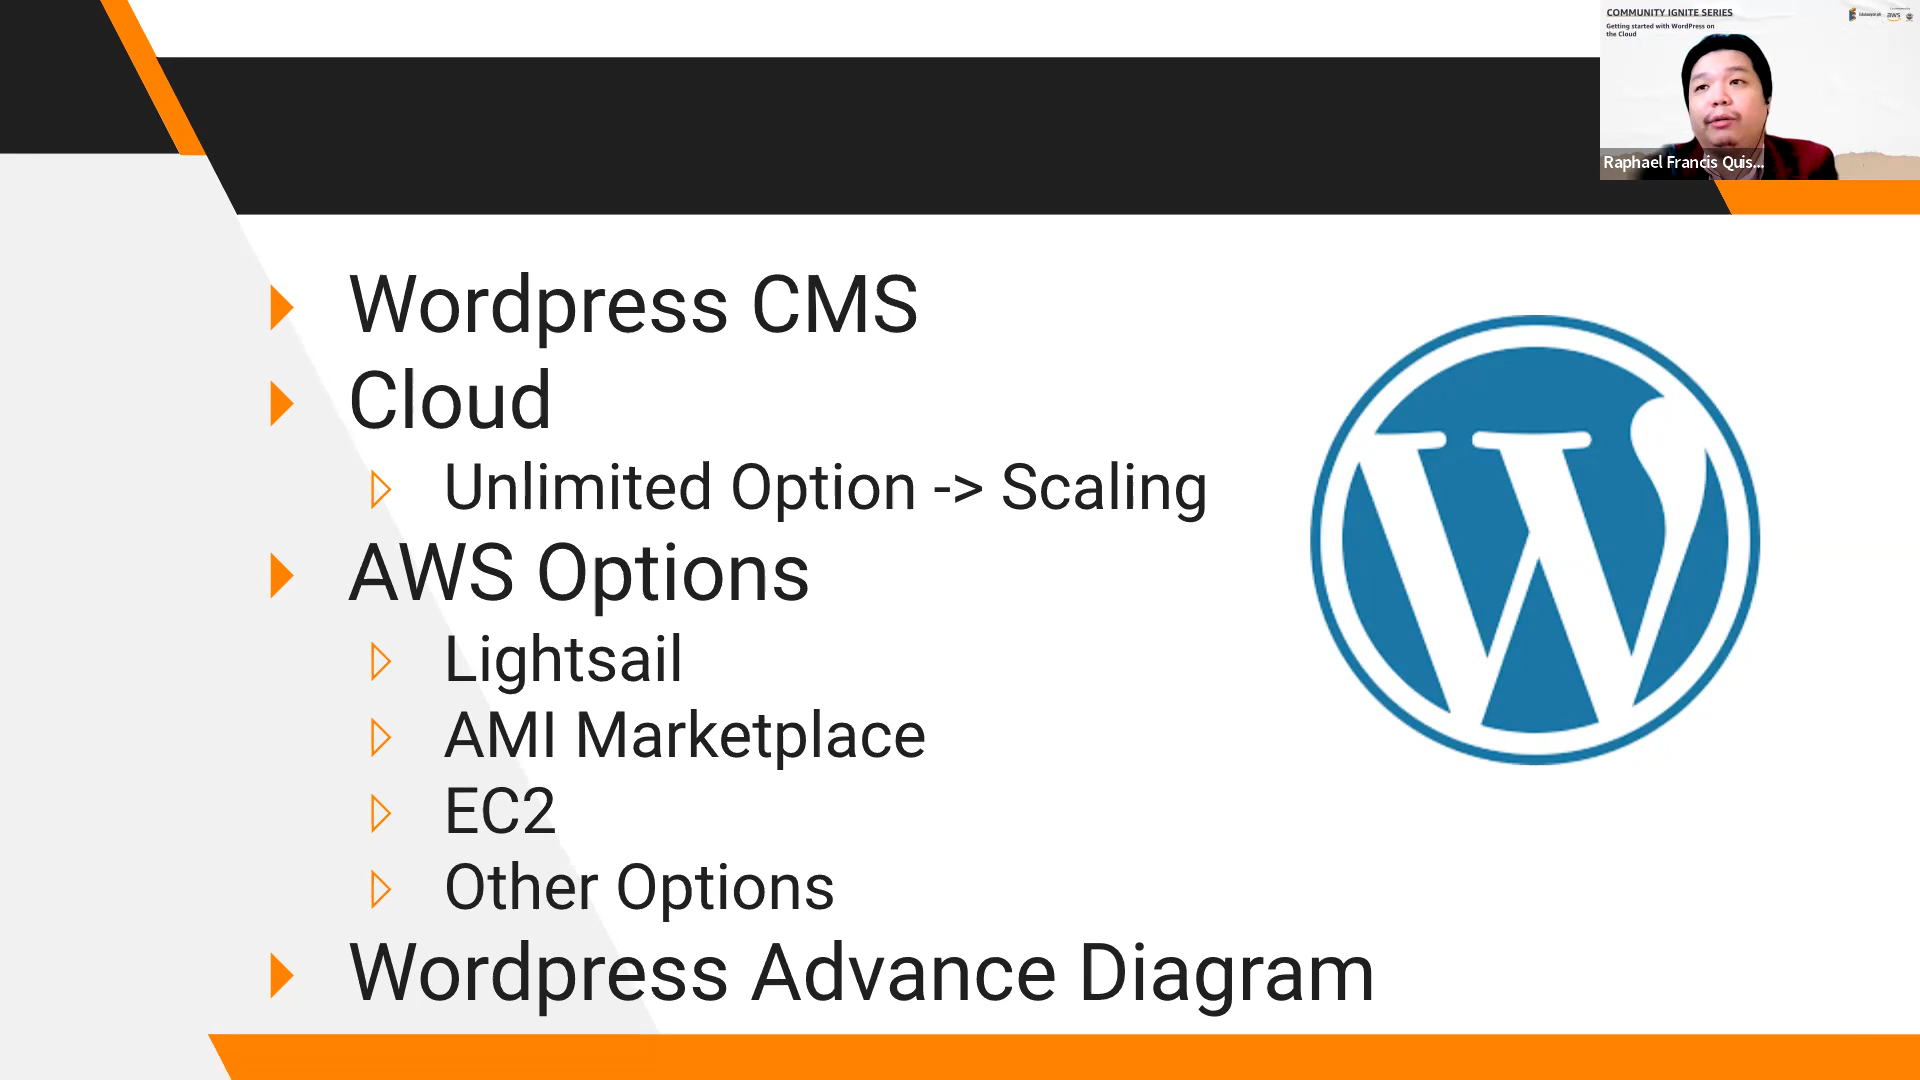 COMMUNITY IGNITE SERIES
Getting started with WordPress on
the Cloud
aws
Raphael Francis Quis...
Wordpress CMS
Cloud
Unlimited Option -> Scaling
AWS Options
Lightsail
AMI Marketplace
EC2
Other Options
Wordpress Advance Diagram